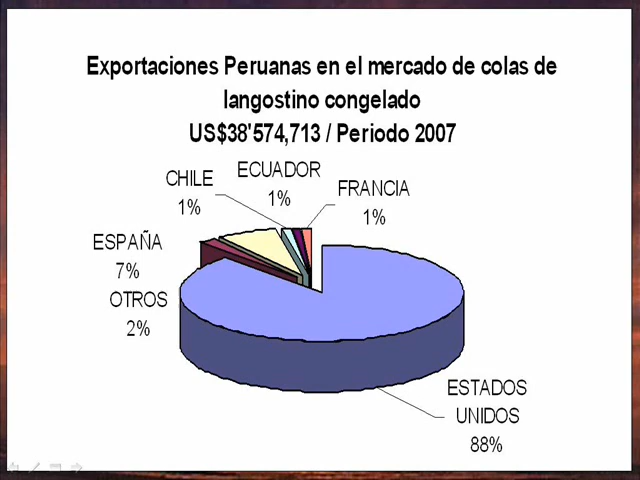 Exportaciones Peruanas en el mercado de colas de
langostino congelado
US$38'574,713 / Periodo 2007
ECUADOR
1%
CHILE
1%
FRANCIA
1%
ESPAÑA
7%
OTROS
2%
ESTADOS
UNIDOS
88%